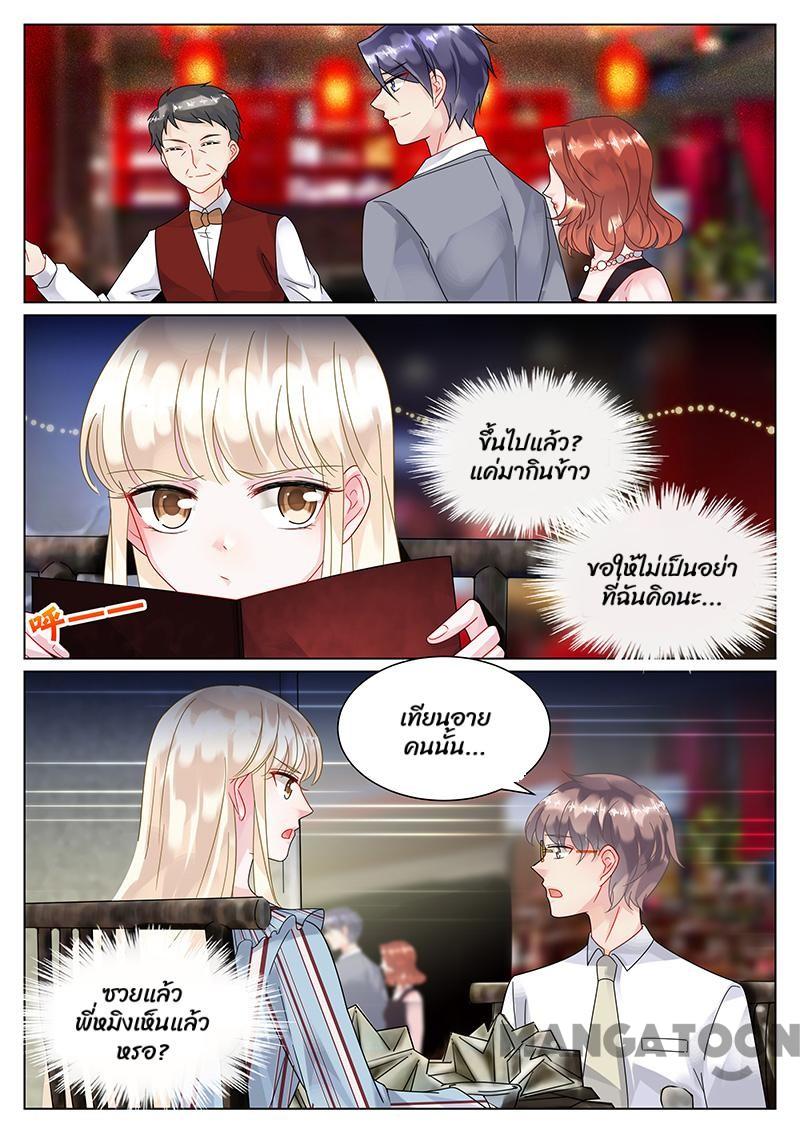 ขึ้นไปแล้ว?
แค่มากินข้าว
ขอให้ไม่เป็นอย่า
ที่ฉันคิดนะ...
呼——
เทียนอาย
คนนั้น...
ซวยแล้ว
พี่หมิงเห็นแล้ว
หรอ?
MANGATOON